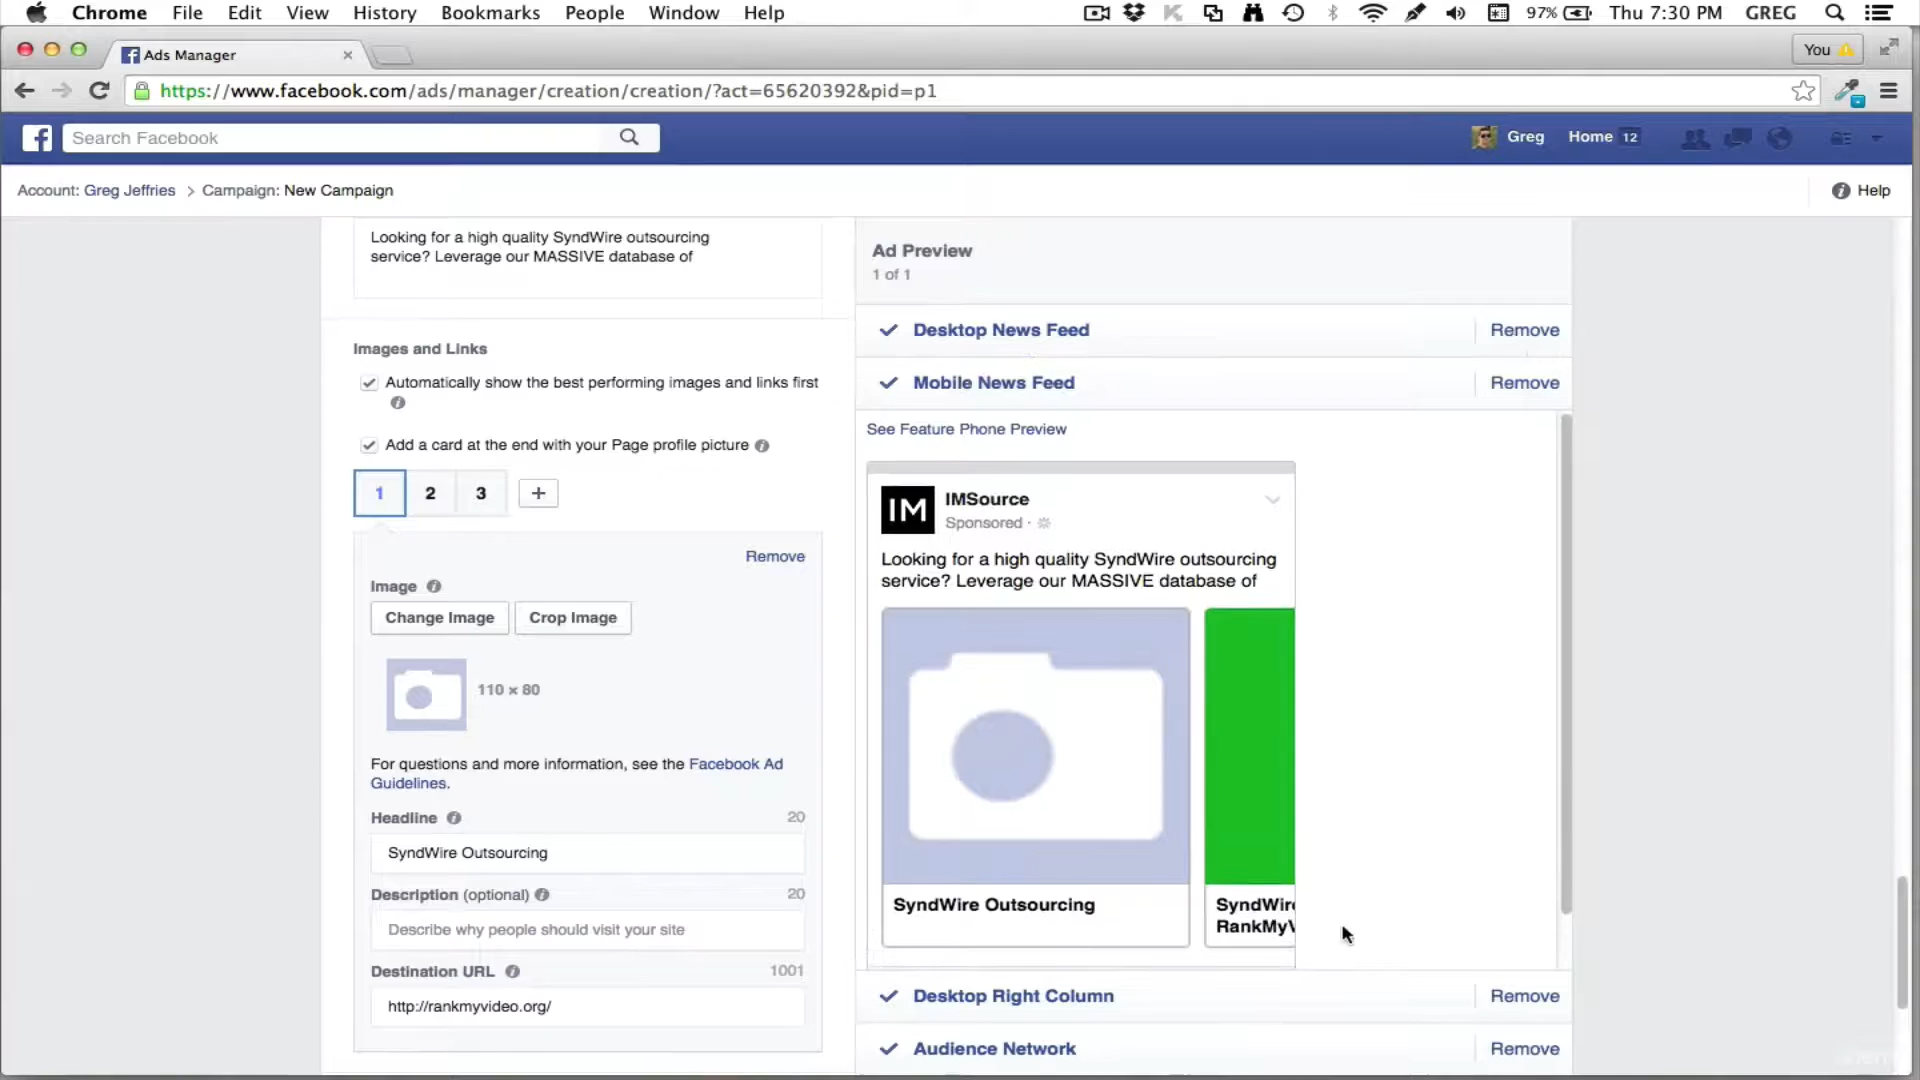 Chrome File Edit View History Bookmarks People Window Help 97% Thu 7:30 PM GREG
Ads Manager
You
https://www.facebook.com/ads/manager/creation/creation/?act=65620392&pid=p1
Search Facebook
Greg Home 12
Account: Greg Jeffries > Campaign: New Campaign
Help
Looking for a high quality SyndWire outsourcing
service? Leverage our MASSIVE database of
Images and Links
Automatically show the best performing images and links first
Add a card at the end with your Page profile picture
1 2 3 +
Remove
Image
Change Image Crop Image
110 × 80
For questions and more information, see the Facebook Ad
Guidelines.
Headline 20
SyndWire Outsourcing
Description (optional) 20
Describe why people should visit your site
Destination URL 1001
http://rankmyvideo.org/
Ad Preview
1 of 1
Desktop News Feed Remove
Mobile News Feed Remove
See Feature Phone Preview
IM
IMSource
Sponsored ·
Looking for a high quality SyndWire outsourcing
service? Leverage our MASSIVE database of
SyndWire Outsourcing
SyndWir
RankMyV
Desktop Right Column Remove
Audience Network Remove